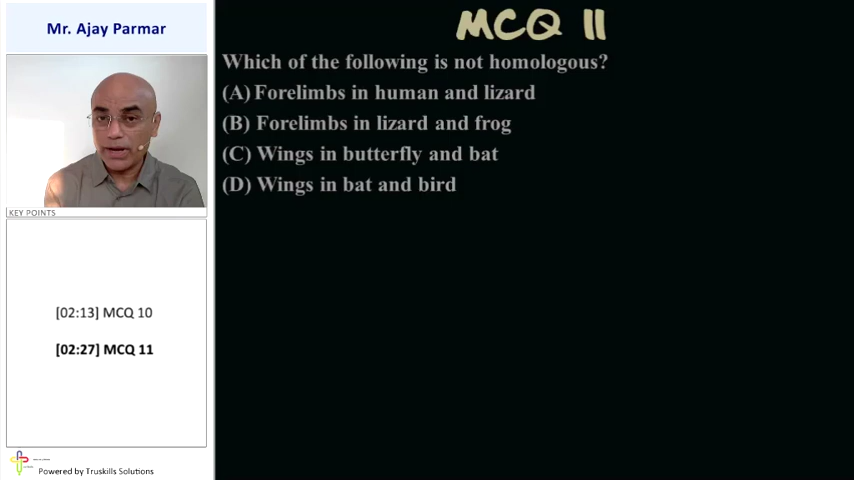 Mr. Ajay Parmar
MCQ 11
Which of the following is not homologous?
(A) Forelimbs in human and lizard
(B) Forelimbs in lizard and frog
(C) Wings in butterfly and bat
(D) Wings in bat and bird
KEY POINTS
[02:13] MCQ 10
[02:27] MCQ 11
Powered by Truskills Solutions